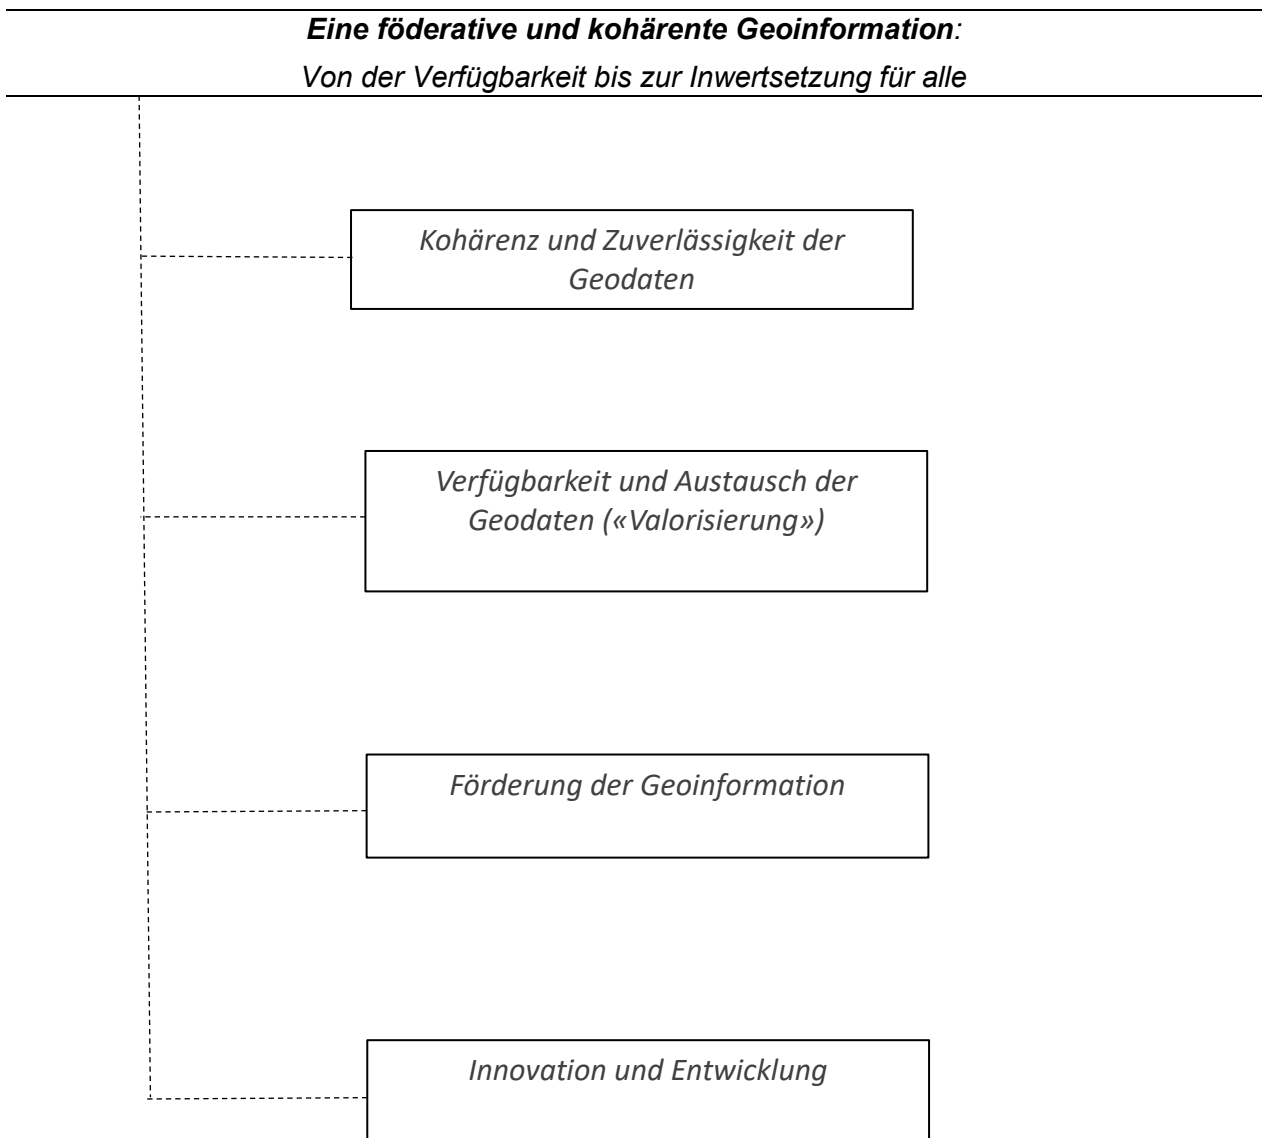 Eine föderative und kohärente Geoinformation:
Von der Verfügbarkeit bis zur Inwertsetzung für alle
Kohärenz und Zuverlässigkeit der
Geodaten
Verfügbarkeit und Austausch der
Geodaten («Valorisierung»)
Förderung der Geoinformation
Innovation und Entwicklung